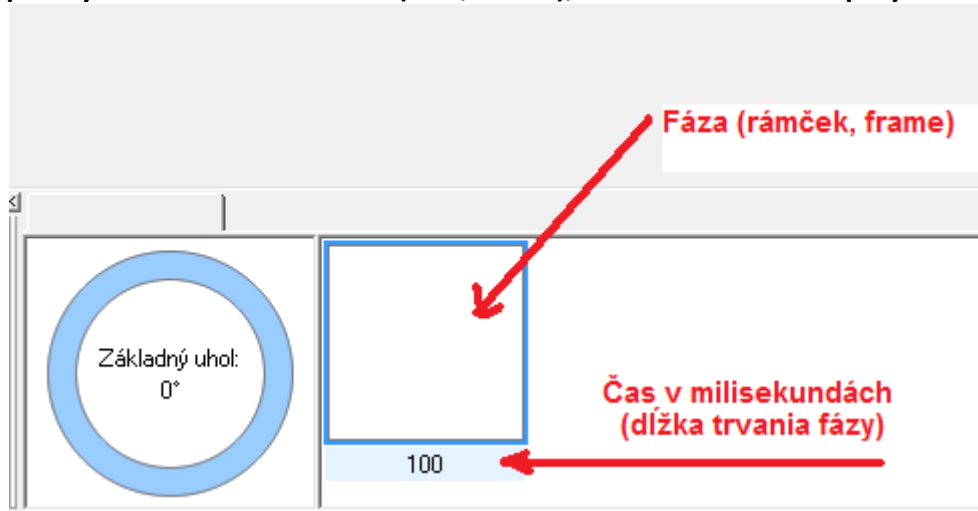 Fáza (rámček, frame)
Základný uhol:
0°
Čas v milisekundách
(dĺžka trvania fázy)
100